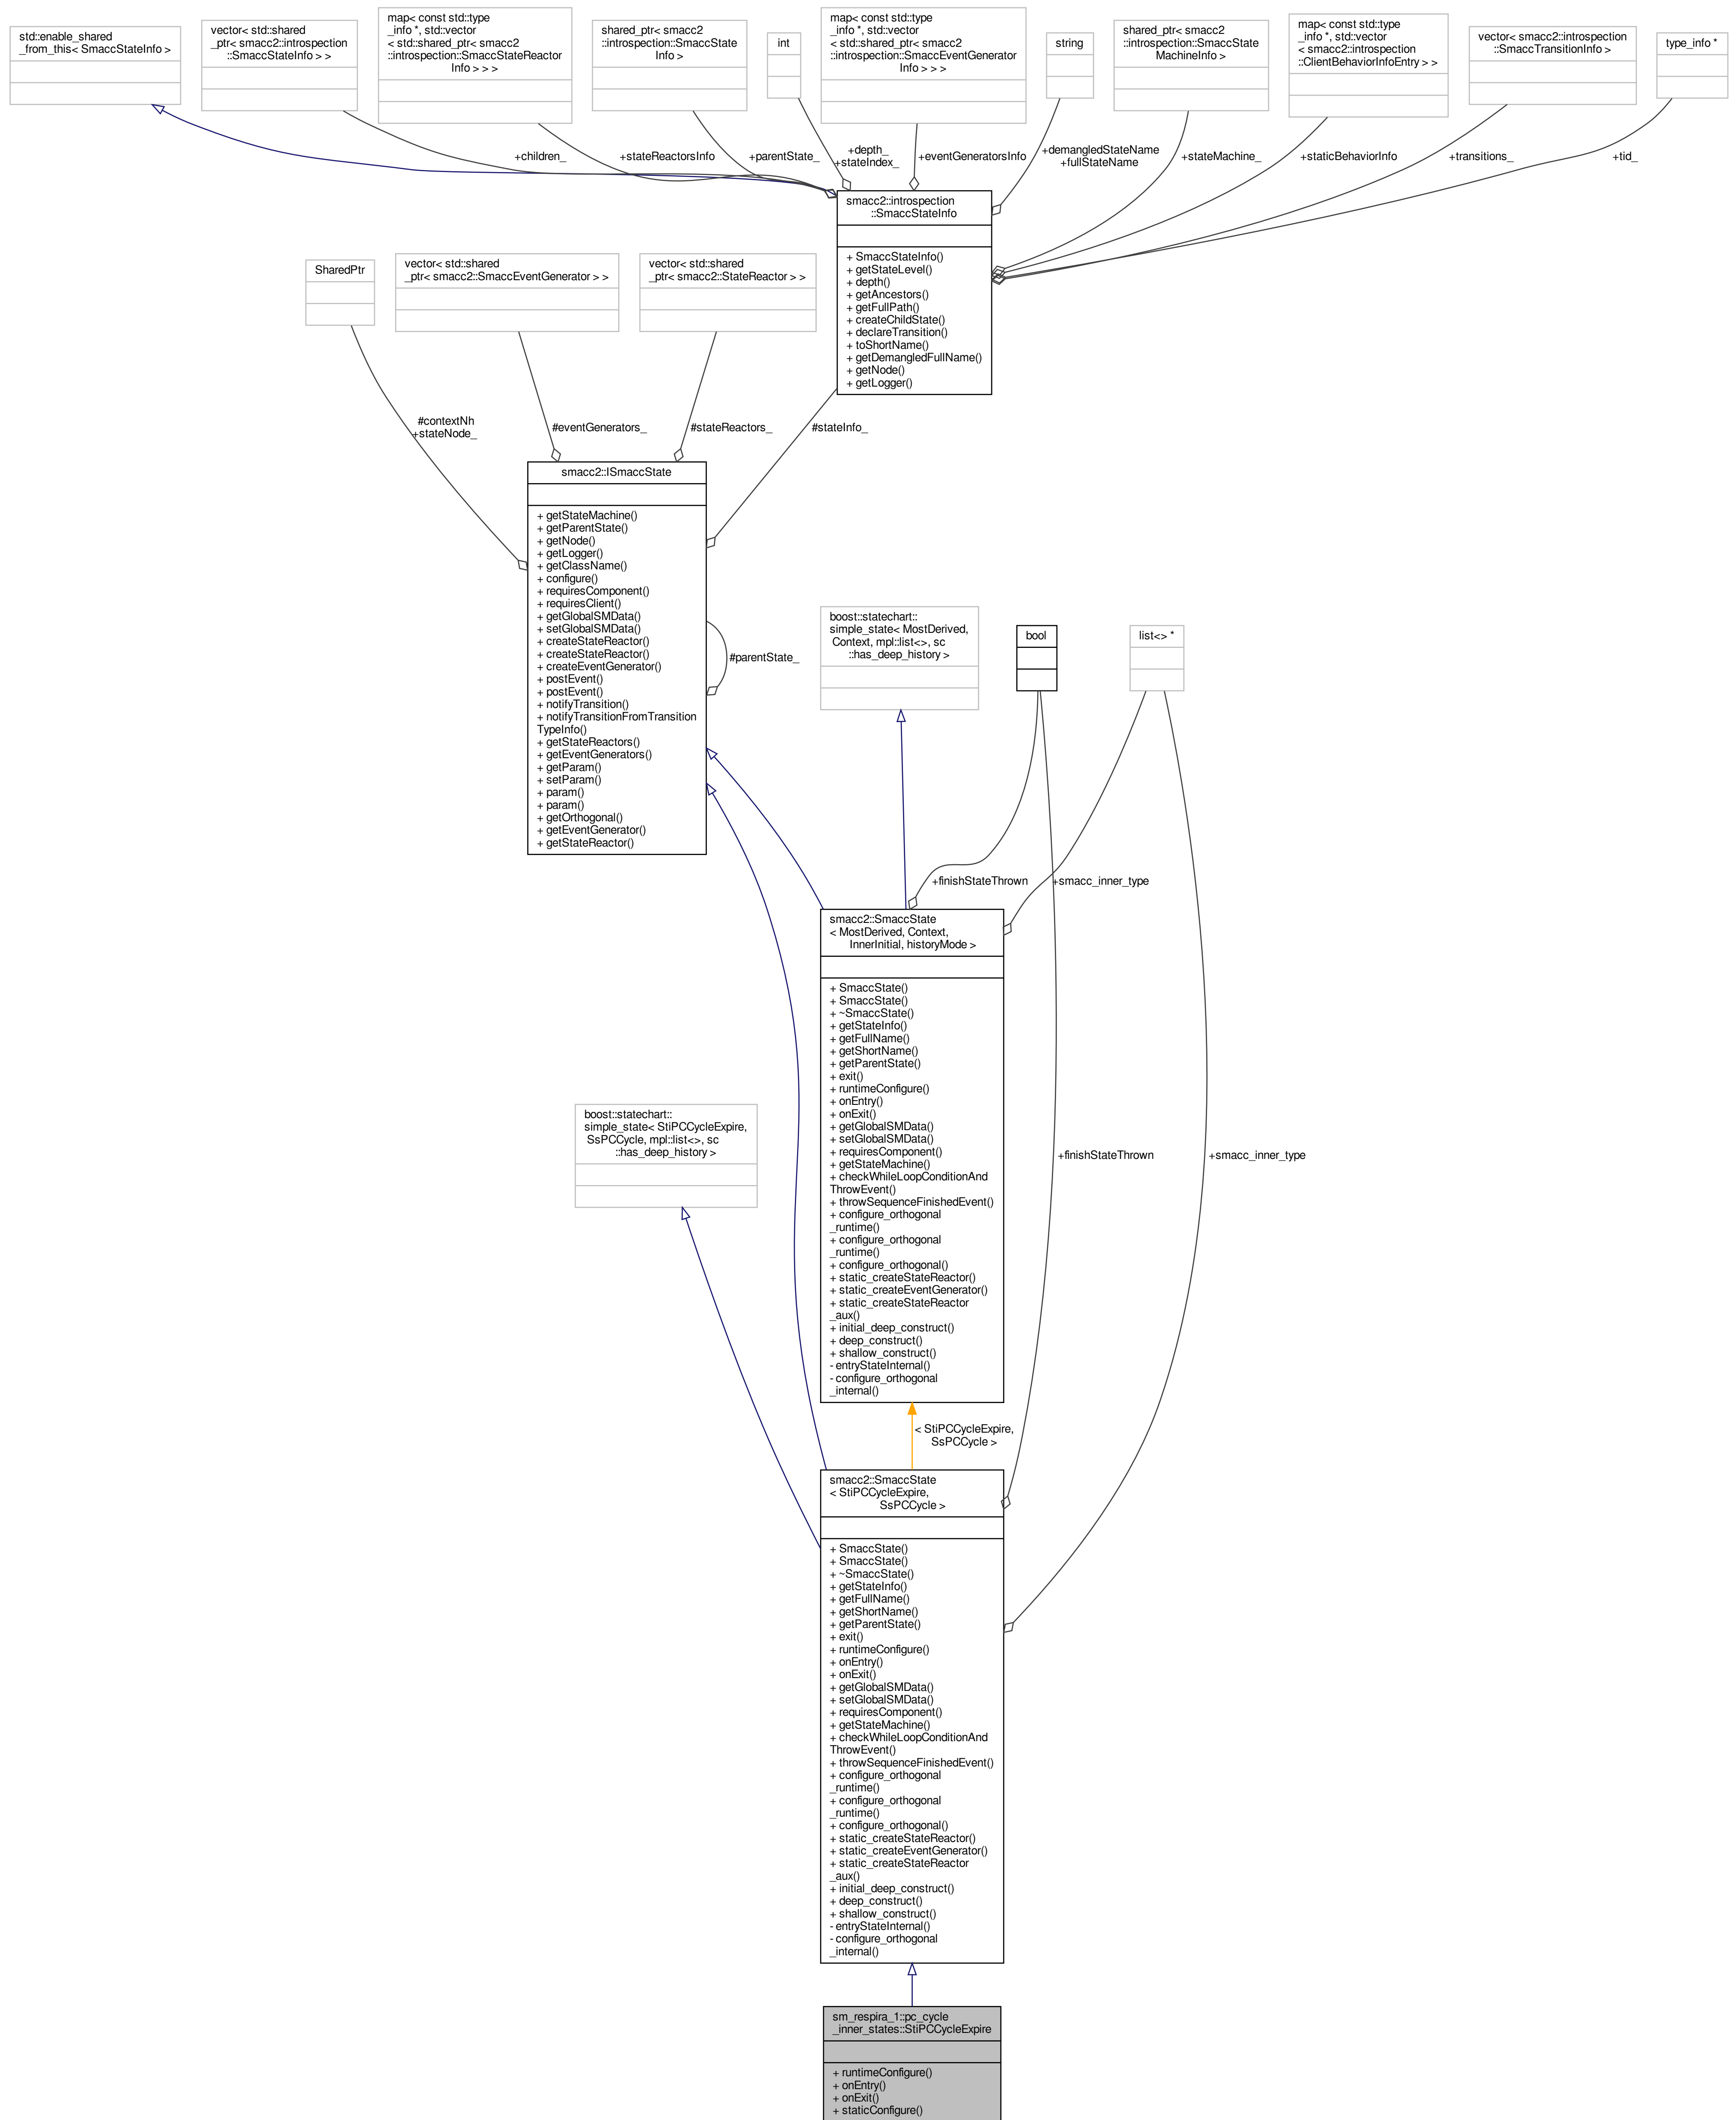 std::enable_shared
_from_this< SmaccStateInfo >
vector< std::shared
_ptr< smacc2::introspection
::SmaccStateInfo > >
map< const std::type
_info *, std::vector
< std::shared_ptr< smacc2
::introspection::SmaccStateReactor
Info > > >
shared_ptr< smacc2
::introspection::SmaccState
Info >
int
map< const std::type
_info *, std::vector
< std::shared_ptr< smacc2
::introspection::SmaccEventGenerator
Info > > >
string
shared_ptr< smacc2
::introspection::SmaccState
MachineInfo >
map< const std::type
_info *, std::vector
< smacc2::introspection
::ClientBehaviorInfoEntry > >
vector< smacc2::introspection
::SmaccTransitionInfo >
type_info *
+children_
+stateReactorsInfo
+parentState_
+depth_
+stateIndex_
+eventGeneratorsInfo
+demangledStateName
+fullStateName
+stateMachine_
+staticBehaviorInfo
+transitions_
+tid_
smacc2::introspection
::SmaccStateInfo
+ SmaccStateInfo()
+ getStateLevel()
+ depth()
+ getAncestors()
+ getFullPath()
+ createChildState()
+ declareTransition()
+ toShortName()
+ getDemangledFullName()
+ getNode()
+ getLogger()
SharedPtr
vector< std::shared
_ptr< smacc2::SmaccEventGenerator > >
vector< std::shared
_ptr< smacc2::StateReactor > >
#contextNh
+stateNode_
#eventGenerators_
#stateReactors_
#stateInfo_
smacc2::ISmaccState
+ getStateMachine()
+ getParentState()
+ getNode()
+ getLogger()
+ getClassName()
+ configure()
+ requiresComponent()
+ requiresClient()
+ getGlobalSMData()
+ setGlobalSMData()
+ createStateReactor()
+ createStateReactor()
+ createEventGenerator()
+ postEvent()
+ postEvent()
+ notifyTransition()
+ notifyTransitionFromTransition
TypeInfo()
+ getStateReactors()
+ getEventGenerators()
+ getParam()
+ setParam()
+ param()
+ param()
+ getOrthogonal()
+ getEventGenerator()
+ getStateReactor()
#parentState_
boost::statechart::
simple_state< MostDerived,
Context, mpl::list<>, sc
::has_deep_history >
bool
list<> *
+finishStateThrown
+smacc_inner_type
smacc2::SmaccState
< MostDerived, Context,
InnerInitial, historyMode >
+ SmaccState()
+ SmaccState()
+ ~SmaccState()
+ getStateInfo()
+ getFullName()
+ getShortName()
+ getParentState()
+ exit()
+ runtimeConfigure()
+ onEntry()
+ onExit()
+ getGlobalSMData()
+ setGlobalSMData()
+ requiresComponent()
+ getStateMachine()
+ checkWhileLoopConditionAnd
ThrowEvent()
+ throwSequenceFinishedEvent()
+ configure_orthogonal
_runtime()
+ configure_orthogonal
_runtime()
+ configure_orthogonal()
+ static_createStateReactor()
+ static_createEventGenerator()
+ static_createStateReactor
_aux()
+ initial_deep_construct()
+ deep_construct()
+ shallow_construct()
- entryStateInternal()
- configure_orthogonal
_internal()
boost::statechart::
simple_state< StiPCCycleExpire,
SsPCCycle, mpl::list<>, sc
::has_deep_history >
+finishStateThrown
+smacc_inner_type
< StiPCCycleExpire,
SsPCCycle >
smacc2::SmaccState
< StiPCCycleExpire,
SsPCCycle >
+ SmaccState()
+ SmaccState()
+ ~SmaccState()
+ getStateInfo()
+ getFullName()
+ getShortName()
+ getParentState()
+ exit()
+ runtimeConfigure()
+ onEntry()
+ onExit()
+ getGlobalSMData()
+ setGlobalSMData()
+ requiresComponent()
+ getStateMachine()
+ checkWhileLoopConditionAnd
ThrowEvent()
+ throwSequenceFinishedEvent()
+ configure_orthogonal
_runtime()
+ configure_orthogonal
_runtime()
+ configure_orthogonal()
+ static_createStateReactor()
+ static_createEventGenerator()
+ static_createStateReactor
_aux()
+ initial_deep_construct()
+ deep_construct()
+ shallow_construct()
- entryStateInternal()
- configure_orthogonal
_internal()
sm_respira_1::pc_cycle
_inner_states::StiPCCycleExpire
+ runtimeConfigure()
+ onEntry()
+ onExit()
+ staticConfigure()